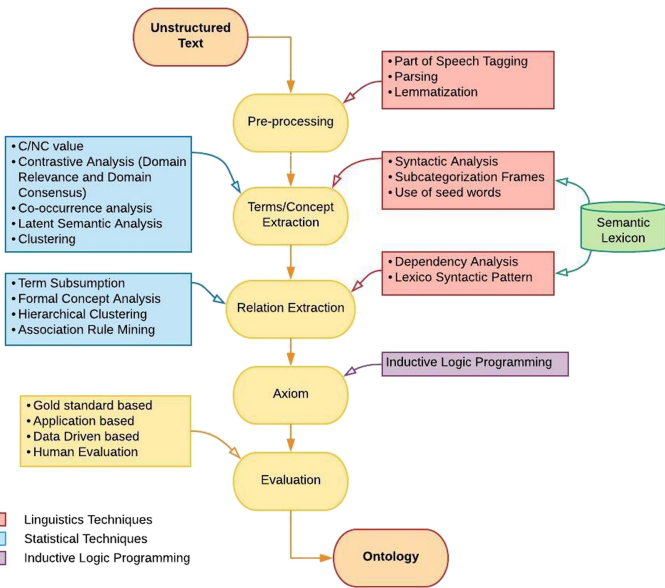 Unstructured
Text
• Part of Speech Tagging
• Parsing
• Lemmatization
Pre-processing
• C/NC value
• Contrastive Analysis (Domain
Relevance and Domain
Consensus)
• Co-occurrence analysis
• Latent Semantic Analysis
• Clustering
• Syntactic Analysis
• Subcategorization Frames
• Use of seed words
Terms/Concept
Extraction
Semantic
Lexicon
• Dependency Analysis
• Lexico Syntactic Pattern
• Term Subsumption
• Formal Concept Analysis
• Hierarchical Clustering
• Association Rule Mining
Relation Extraction
Inductive Logic Programming
Axiom
• Gold standard based
• Application based
• Data Driven based
• Human Evaluation
Evaluation
Linguistics Techniques
Statistical Techniques
Inductive Logic Programming
Ontology